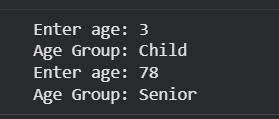 Enter age: 3
Age Group: Child
Enter age: 78
Age Group: Senior